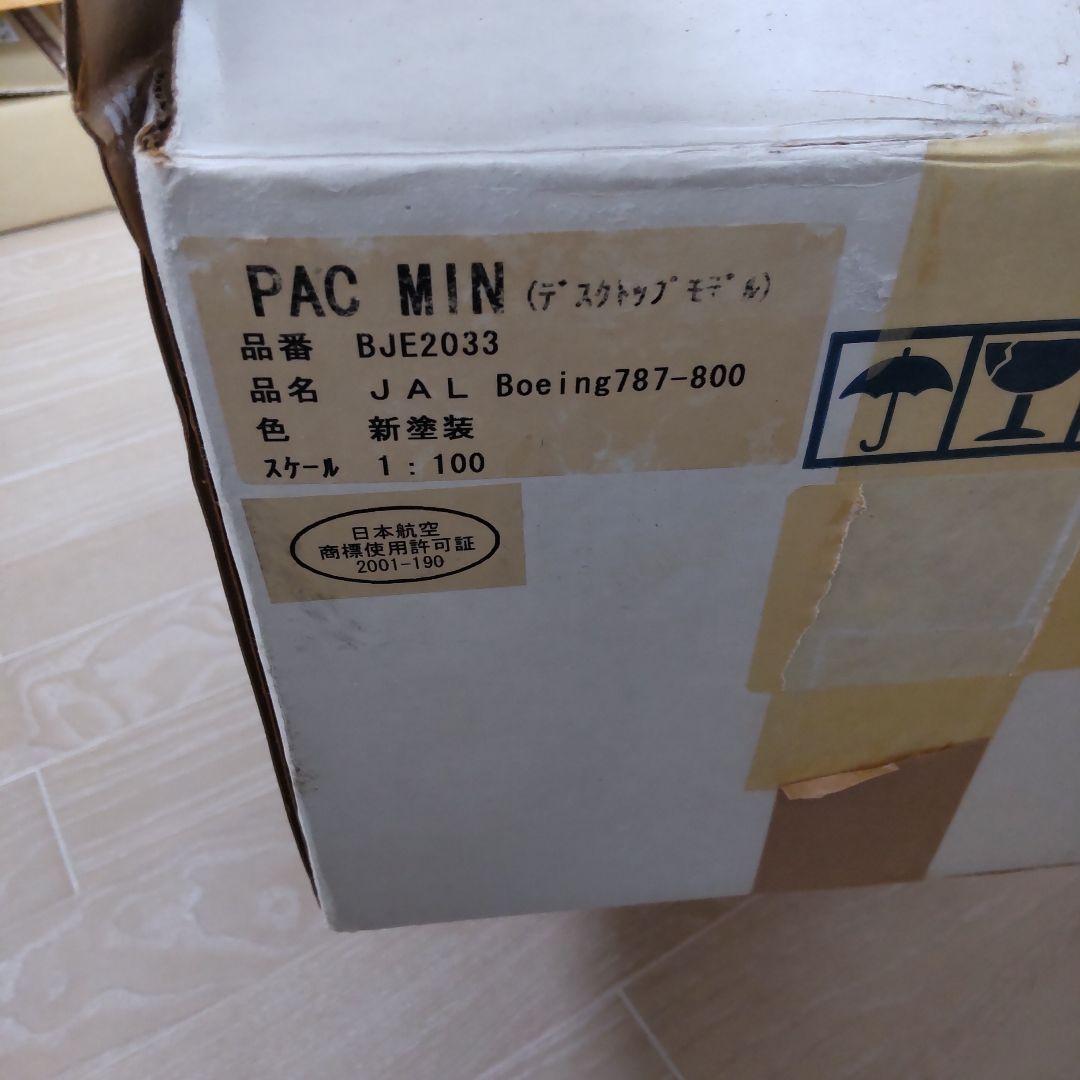 PAC MIN (ﾃﾞｽｸﾄｯﾌﾟﾓﾃﾞﾙ)
品番 BJE2033
品名 ＪＡＬ Boeing787-800
色 新塗装
ｽｹｰﾙ 1：100
日本航空
商標使用許可証
2001-190